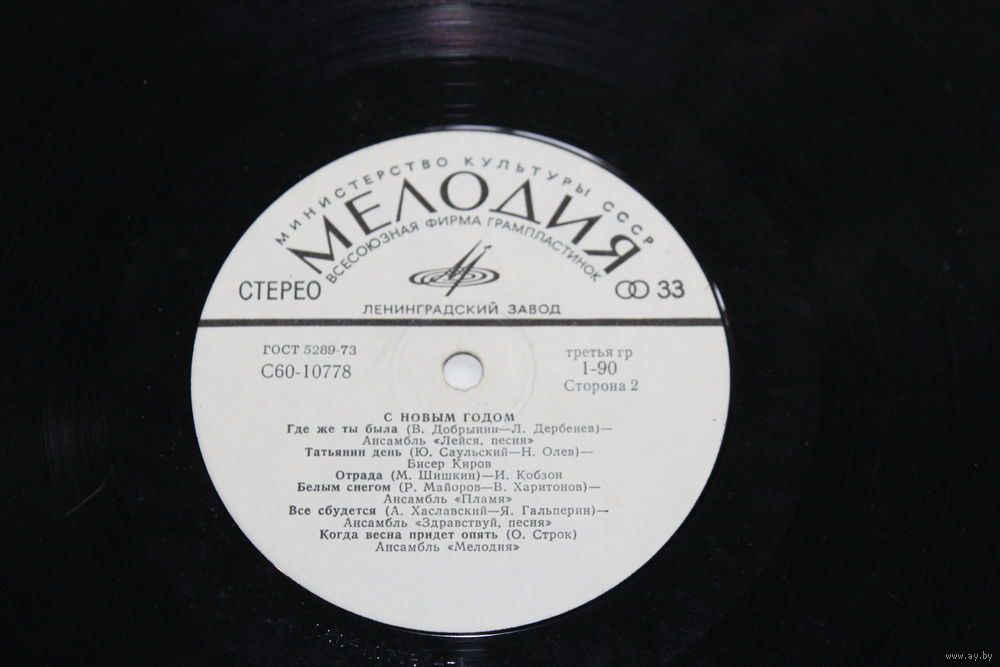 МИНИСТЕРСТВО КУЛЬТУРЫ СССР
МЕЛОДИЯ
ВСЕСОЮЗНАЯ ФИРМА ГРАМПЛАСТИНОК
СТЕРЕО
33
ЛЕНИНГРАДСКИЙ ЗАВОД
ГОСТ 5289-73
С60-10778
третья гр
1-90
Сторона 2
С НОВЫМ ГОДОМ
Где же ты была (В. Добрынин—Л. Дербенев)—
Ансамбль «Лейся, песня»
Татьянин день (Ю. Саульский—Н. Олев)—
Бисер Киров
Отрада (М. Шишкин)—И. Кобзон
Белым снегом (Р. Майоров—В. Харитонов)—
Ансамбль «Пламя»
Все сбудется (А. Хаславский—Я. Гальперин)—
Ансамбль «Здравствуй, песня»
Когда весна придет опять (О. Строк)
Ансамбль «Мелодия»
www.ay.by